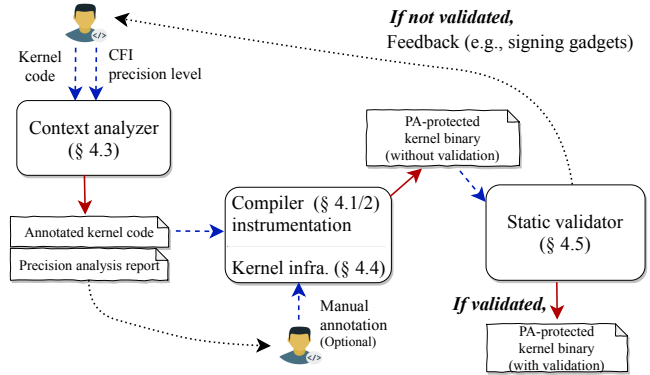 If not validated,
Feedback (e.g., signing gadgets)
</>
Kernel
code
CFI
precision level
Context analyzer
(§ 4.3)
PA-protected
kernel binary
(without validation)
Annotated kernel code
Precision analysis report
Compiler (§ 4.1/2)
instrumentation
Kernel infra. (§ 4.4)
Static validator
(§ 4.5)
Manual
annotation
(Optional)
</>
If validated,
PA-protected
kernel binary
(with validation)